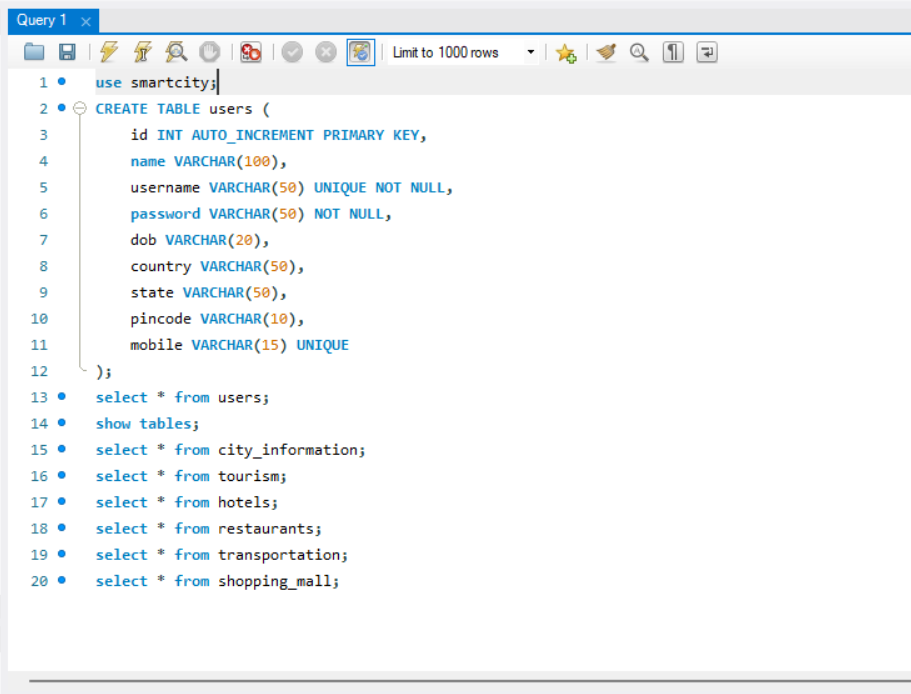 Query 1
Limit to 1000 rows
1 use smartcity;
2 CREATE TABLE users (
3 id INT AUTO_INCREMENT PRIMARY KEY,
4 name VARCHAR(100),
5 username VARCHAR(50) UNIQUE NOT NULL,
6 password VARCHAR(50) NOT NULL,
7 dob VARCHAR(20),
8 country VARCHAR(50),
9 state VARCHAR(50),
10 pincode VARCHAR(10),
11 mobile VARCHAR(15) UNIQUE
12 );
13 select * from users;
14 show tables;
15 select * from city_information;
16 select * from tourism;
17 select * from hotels;
18 select * from restaurants;
19 select * from transportation;
20 select * from shopping_mall;